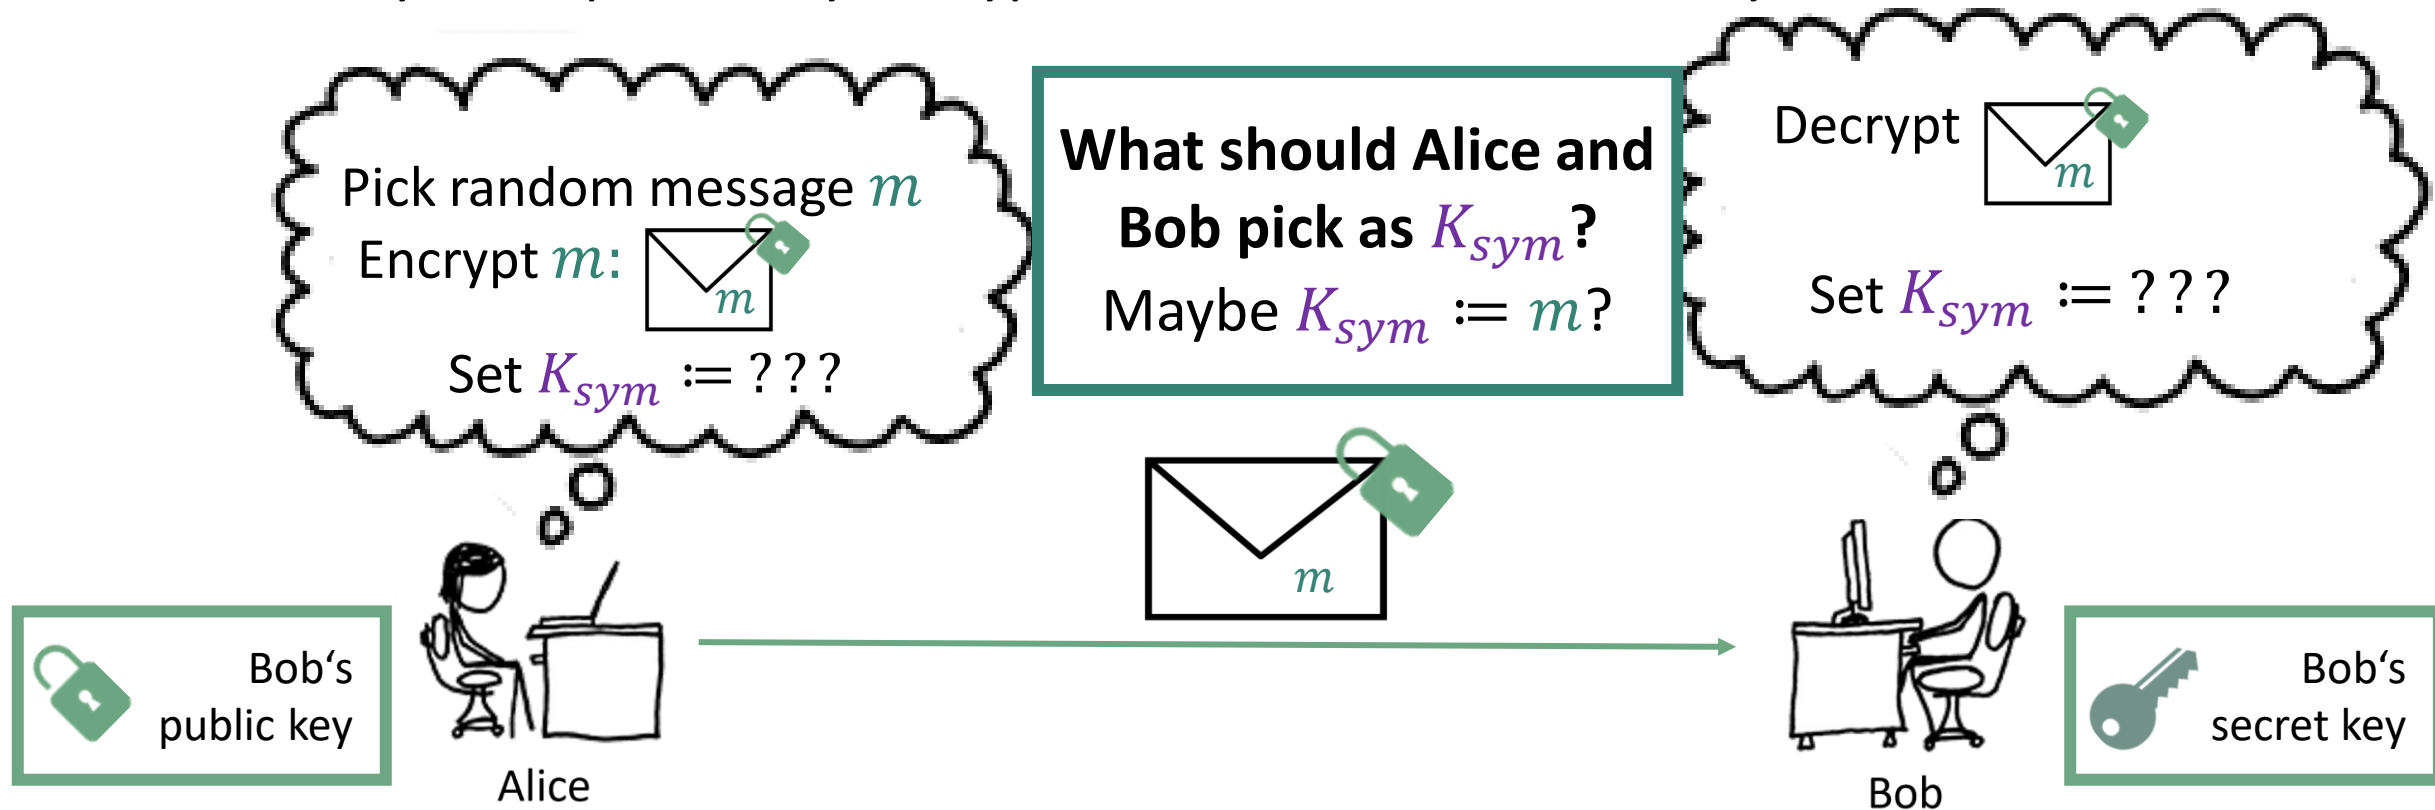 Pick random message m
Encrypt m:
m
Set K_sym := ???
What should Alice and
Bob pick as K_sym?
Maybe K_sym := m?
Decrypt
m
Set K_sym := ???
m
Bob‘s
public key
Alice
Bob
Bob‘s
secret key